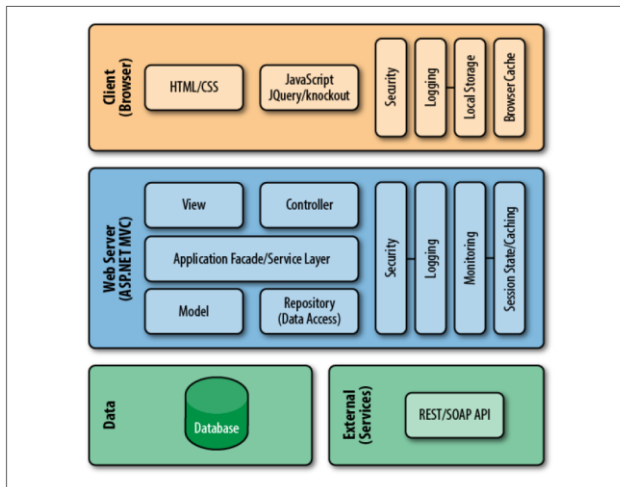 Client
(Browser)
HTML/CSS
JavaScript
JQuery/knockout
Security
Logging
Local Storage
Browser Cache
Web Server
(ASP.NET MVC)
View
Controller
Application Facade/Service Layer
Model
Repository
(Data Access)
Security
Logging
Monitoring
Session State/Caching
Data
Database
External
(Services)
REST/SOAP API